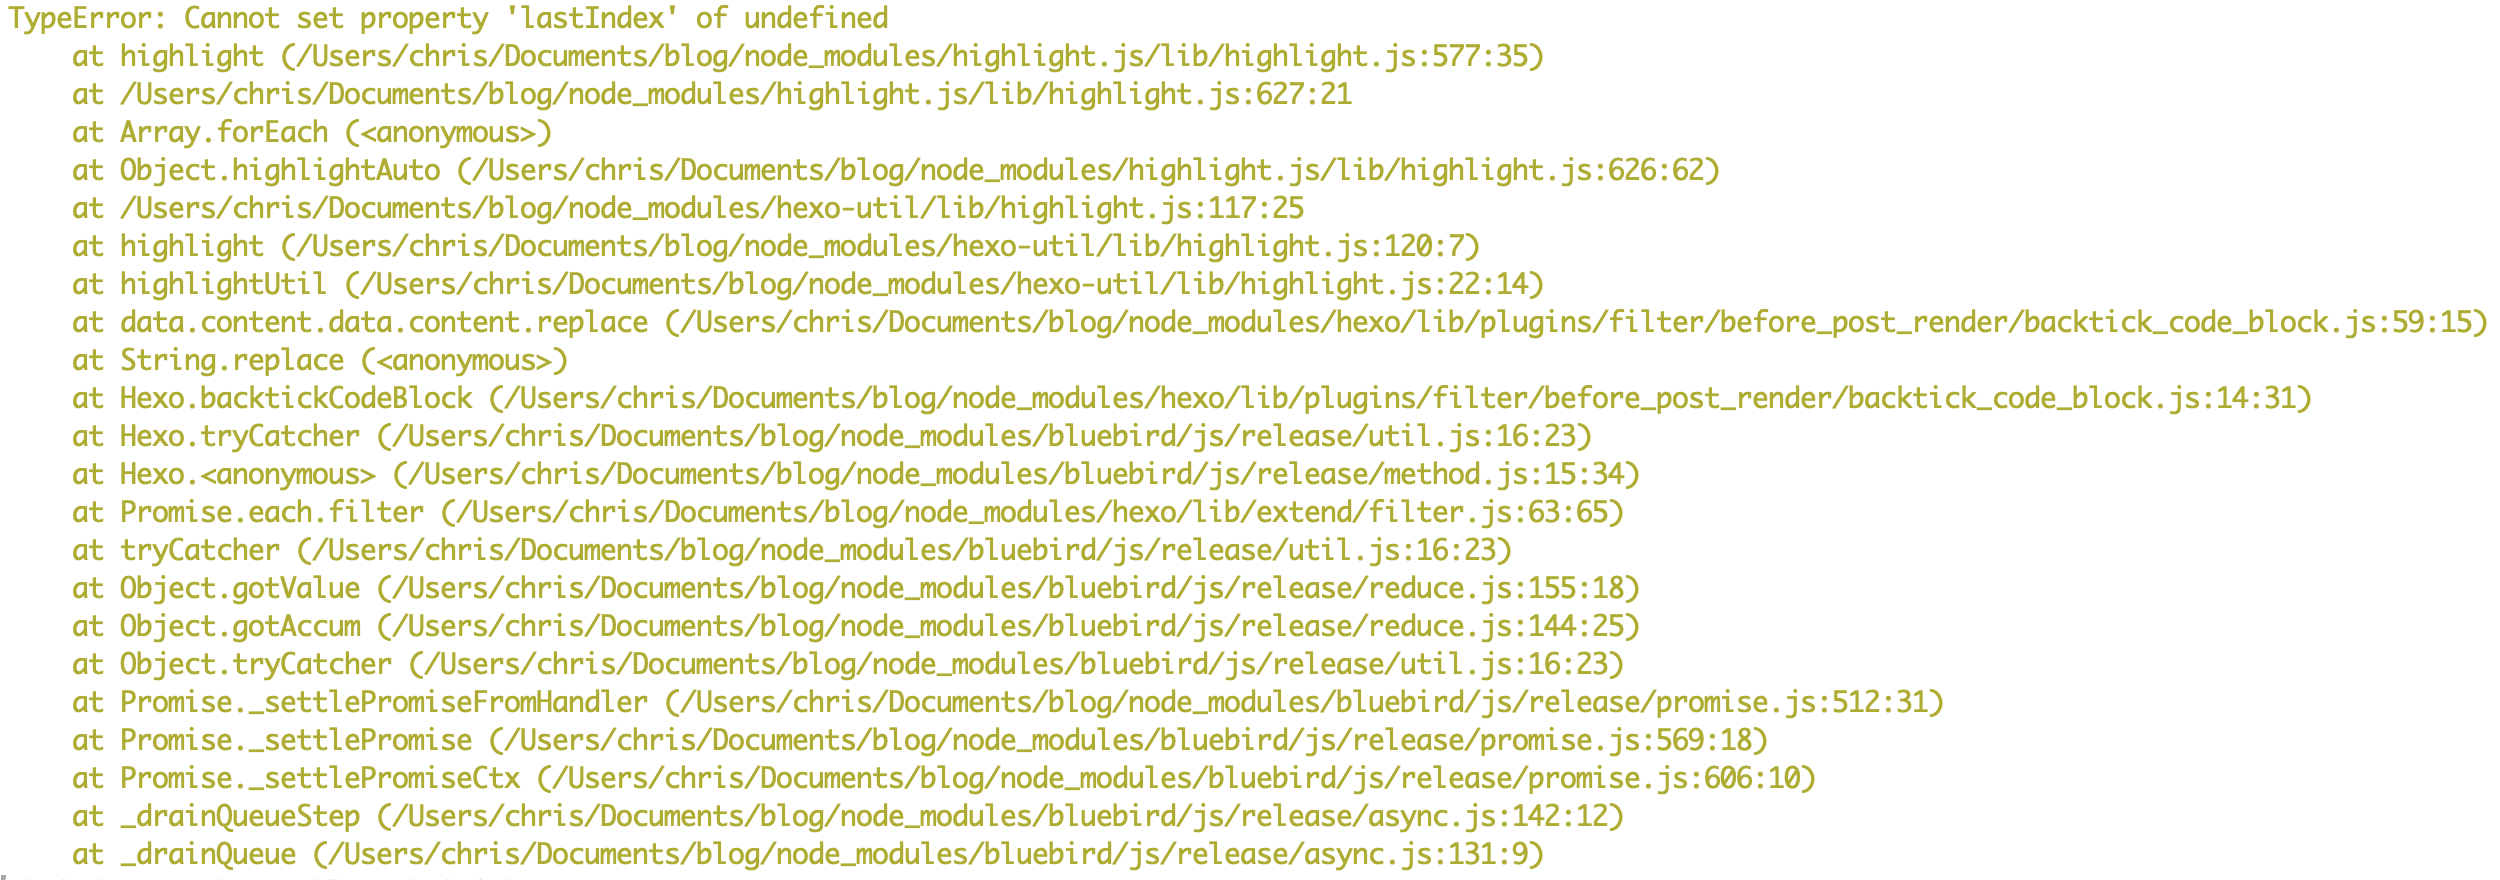 TypeError: Cannot set property 'lastIndex' of undefined
at highlight (/Users/chris/Documents/blog/node_modules/highlight.js/lib/highlight.js:577:35)
at /Users/chris/Documents/blog/node_modules/highlight.js/lib/highlight.js:627:21
at Array.forEach (<anonymous>)
at Object.highlightAuto (/Users/chris/Documents/blog/node_modules/highlight.js/lib/highlight.js:626:62)
at /Users/chris/Documents/blog/node_modules/hexo-util/lib/highlight.js:117:25
at highlight (/Users/chris/Documents/blog/node_modules/hexo-util/lib/highlight.js:120:7)
at highlightUtil (/Users/chris/Documents/blog/node_modules/hexo-util/lib/highlight.js:22:14)
at data.content.data.content.replace (/Users/chris/Documents/blog/node_modules/hexo/lib/plugins/filter/before_post_render/backtick_code_block.js:59:15)
at String.replace (<anonymous>)
at Hexo.backtickCodeBlock (/Users/chris/Documents/blog/node_modules/hexo/lib/plugins/filter/before_post_render/backtick_code_block.js:14:31)
at Hexo.tryCatcher (/Users/chris/Documents/blog/node_modules/bluebird/js/release/util.js:16:23)
at Hexo.<anonymous> (/Users/chris/Documents/blog/node_modules/bluebird/js/release/method.js:15:34)
at Promise.each.filter (/Users/chris/Documents/blog/node_modules/hexo/lib/extend/filter.js:63:65)
at tryCatcher (/Users/chris/Documents/blog/node_modules/bluebird/js/release/util.js:16:23)
at Object.gotValue (/Users/chris/Documents/blog/node_modules/bluebird/js/release/reduce.js:155:18)
at Object.gotAccum (/Users/chris/Documents/blog/node_modules/bluebird/js/release/reduce.js:144:25)
at Object.tryCatcher (/Users/chris/Documents/blog/node_modules/bluebird/js/release/util.js:16:23)
at Promise._settlePromiseFromHandler (/Users/chris/Documents/blog/node_modules/bluebird/js/release/promise.js:512:31)
at Promise._settlePromise (/Users/chris/Documents/blog/node_modules/bluebird/js/release/promise.js:569:18)
at Promise._settlePromiseCtx (/Users/chris/Documents/blog/node_modules/bluebird/js/release/promise.js:606:10)
at _drainQueueStep (/Users/chris/Documents/blog/node_modules/bluebird/js/release/async.js:142:12)
at _drainQueue (/Users/chris/Documents/blog/node_modules/bluebird/js/release/async.js:131:9)